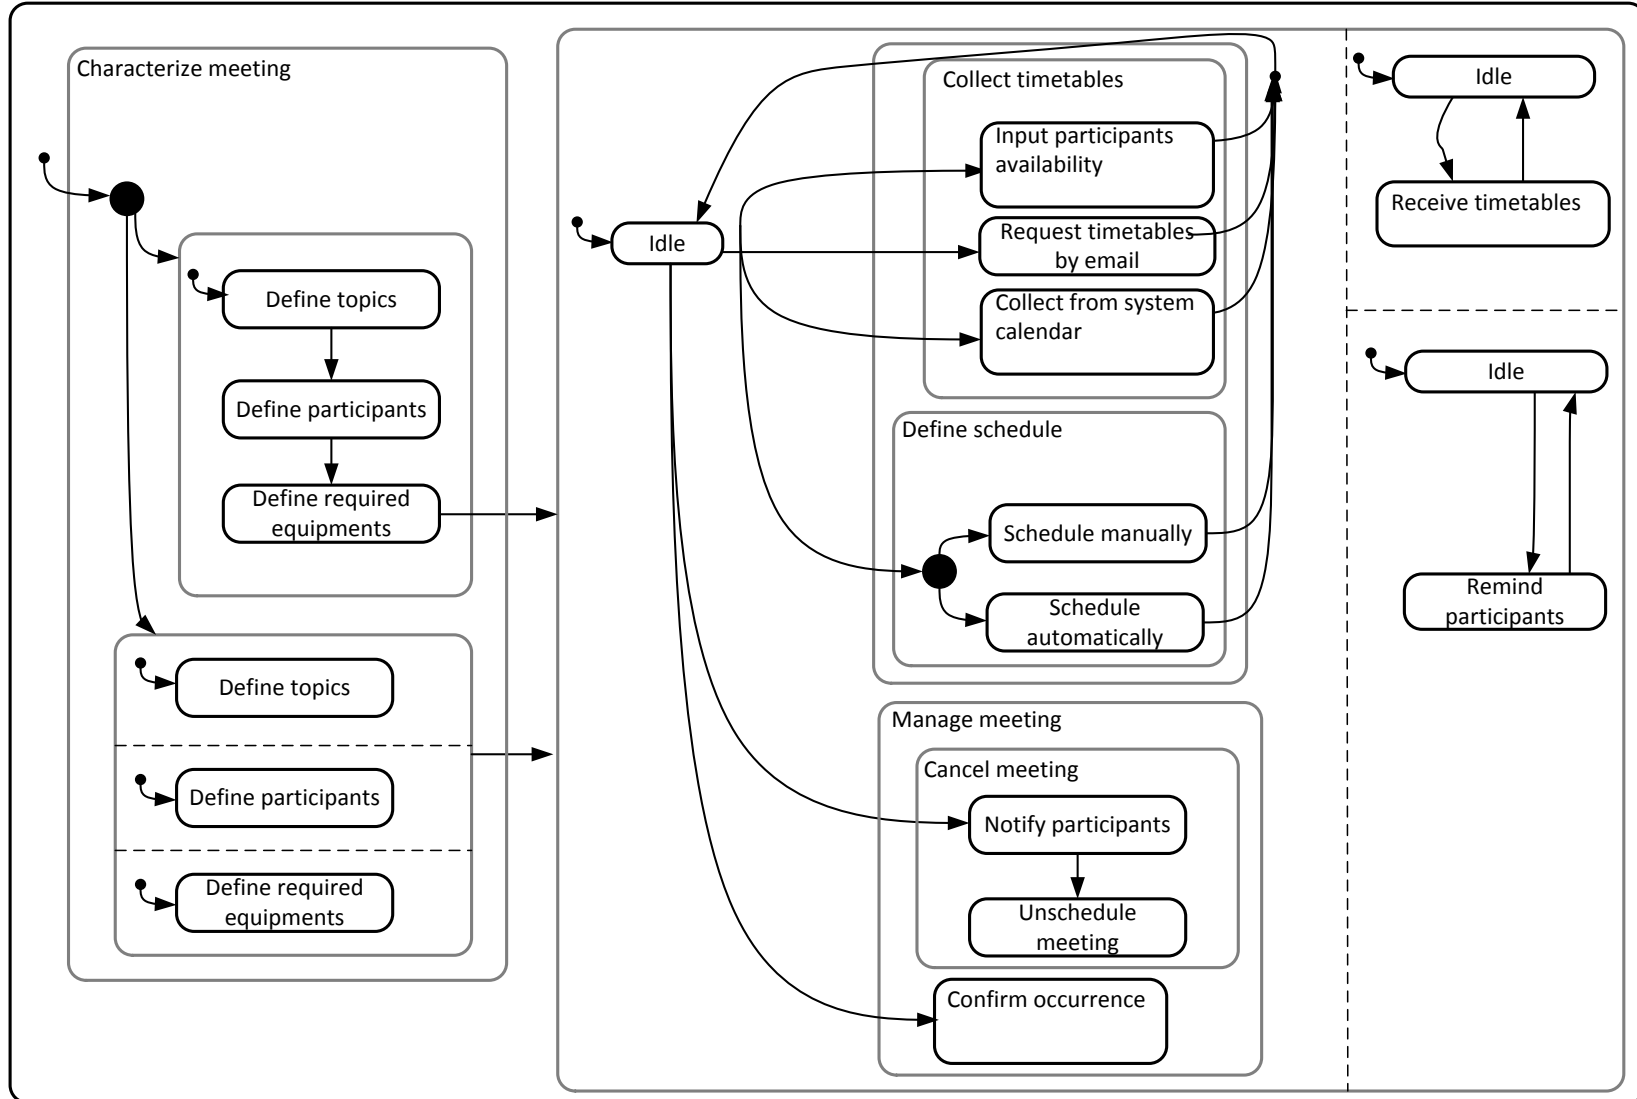 Characterize meeting
Define topics
Define participants
Define required
equipments
Define topics
Define participants
Define required
equipments
Idle
Collect timetables
Input participants
availability
Request timetables
by email
Collect from system
calendar
Define schedule
Schedule manually
Schedule
automatically
Manage meeting
Cancel meeting
Notify participants
Unschedule
meeting
Confirm occurrence
Idle
Receive timetables
Idle
Remind
participants